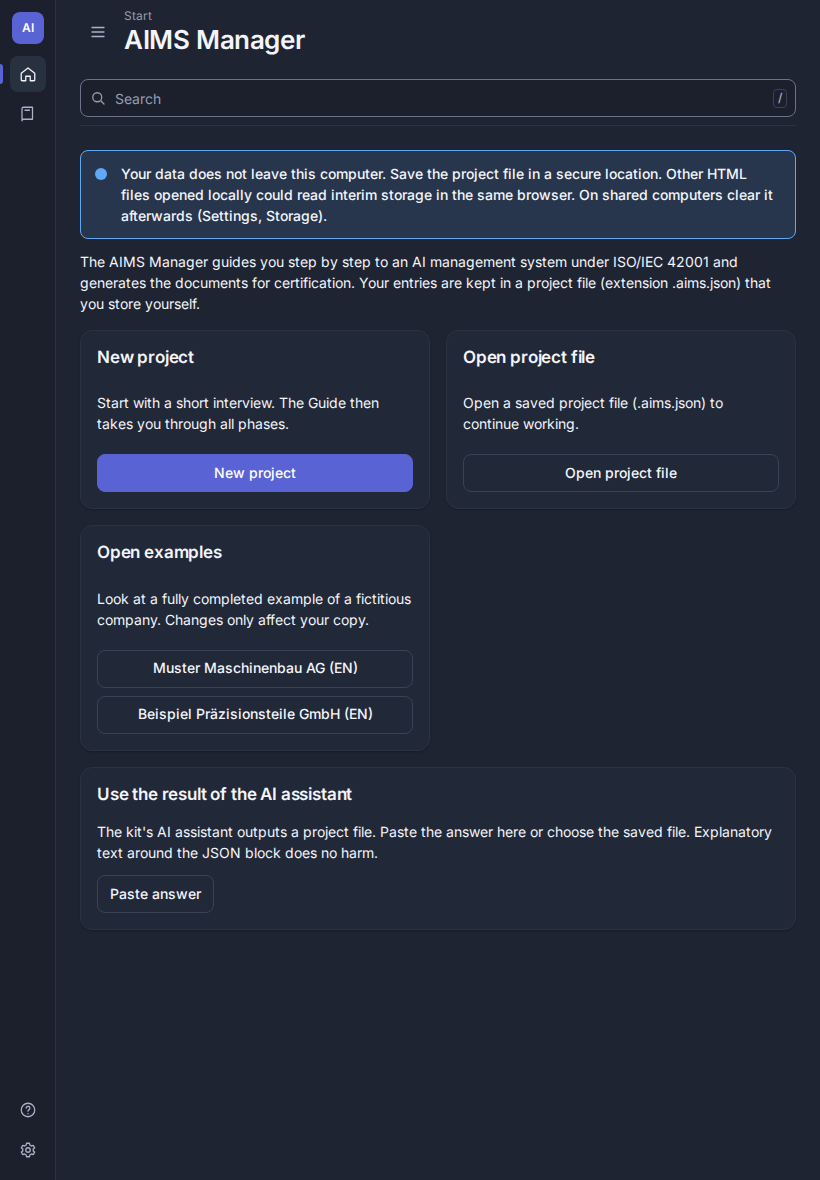 AI
Start
AIMS Manager
Search
/
Your data does not leave this computer. Save the project file in a secure location. Other HTML
files opened locally could read interim storage in the same browser. On shared computers clear it
afterwards (Settings, Storage).
The AIMS Manager guides you step by step to an AI management system under ISO/IEC 42001 and
generates the documents for certification. Your entries are kept in a project file (extension .aims.json) that
you store yourself.
New project
Start with a short interview. The Guide then
takes you through all phases.
New project
Open project file
Open a saved project file (.aims.json) to
continue working.
Open project file
Open examples
Look at a fully completed example of a fictitious
company. Changes only affect your copy.
Muster Maschinenbau AG (EN)
Beispiel Präzisionsteile GmbH (EN)
Use the result of the AI assistant
The kit's AI assistant outputs a project file. Paste the answer here or choose the saved file. Explanatory
text around the JSON block does no harm.
Paste answer